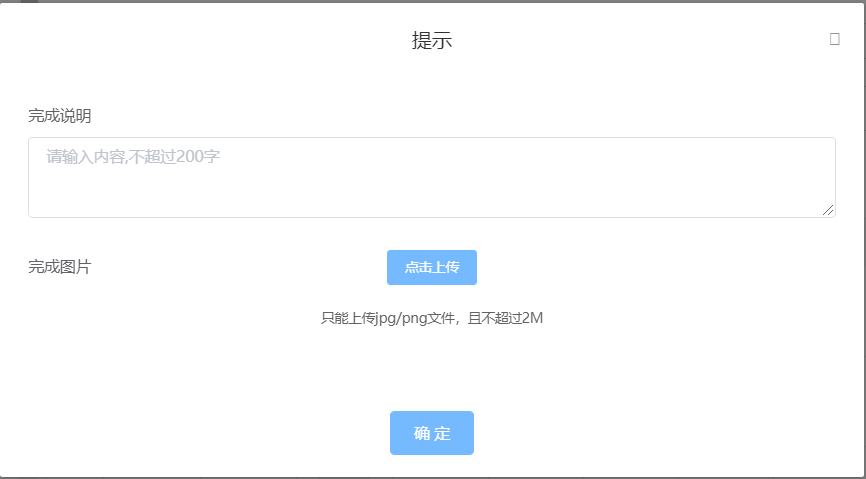 提示
完成说明
请输入内容,不超过200字
完成图片
点击上传
只能上传jpg/png文件，且不超过2M
确 定